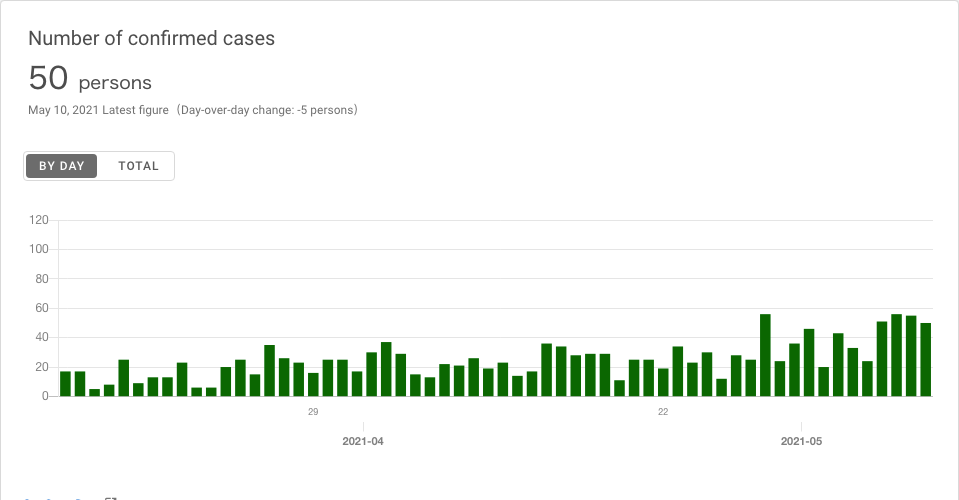 Number of confirmed cases
50 persons
May 10, 2021 Latest figure（Day-over-day change: -5 persons）
BY DAY TOTAL
120
100
80
60
40
20
0
29 22
2021-04 2021-05